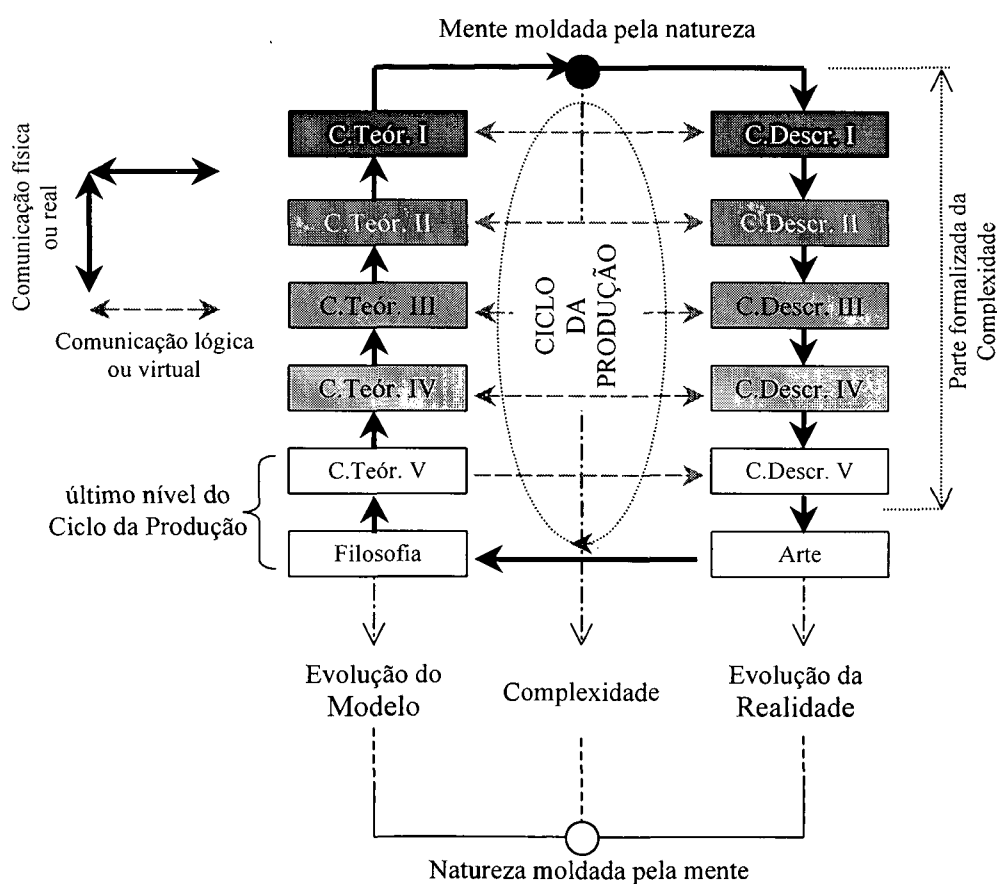 Mente moldada pela natureza
C.Teór. I
C.Descr. I
Comunicação física
ou real
C.Teór. II
C.Descr. II
C.Teór. III
C.Descr. III
CICLO
DA
PRODUÇÃO
Parte formalizada da
Complexidade
Comunicação lógica
ou virtual
C.Teór. IV
C.Descr. IV
C.Teór. V
C.Descr. V
último nível do
Ciclo da Produção
Filosofia
Arte
Evolução do
Modelo
Complexidade
Evolução da
Realidade
Natureza moldada pela mente